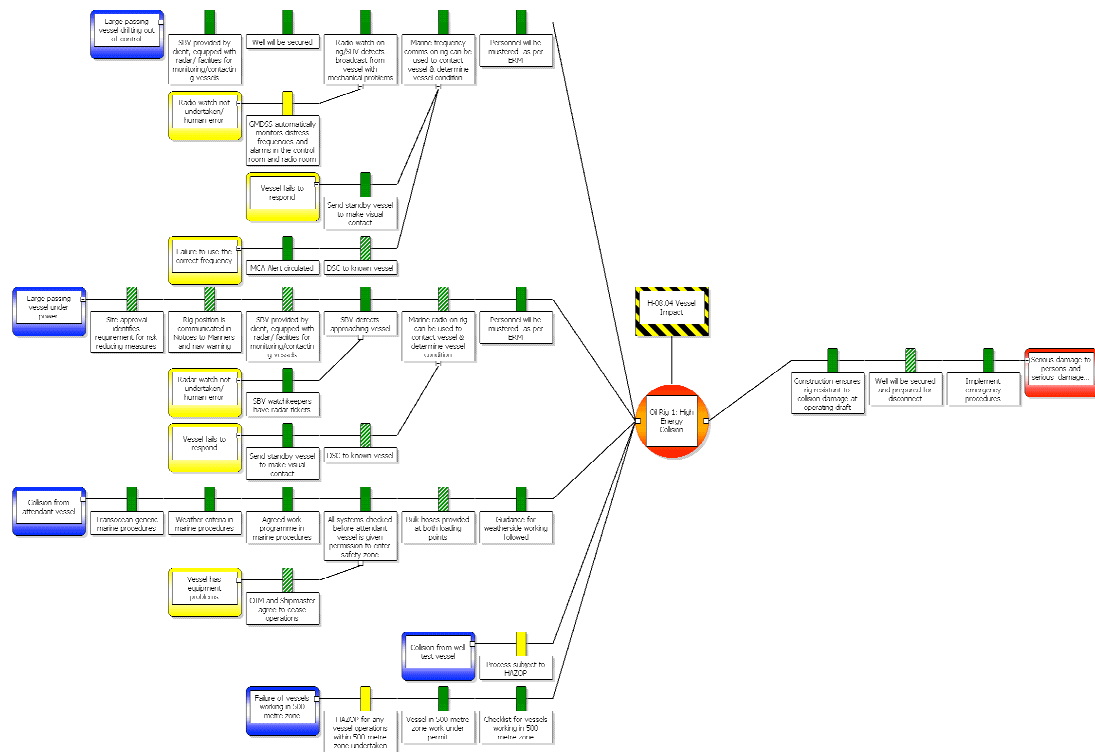 Large passing
vessel drifting out
of control
SBV provided by
client, equipped with
radar/ facilties for
monitoring/contactin
g vessels
Well will be secured
Radio watch on
rig/SBV detects
broadcast from
vessel with
mechanical problems
Marine frequency
comms on rig can be
used to contact
vessel & determine
vessel condition
Personnel will be
mustered as per
ERM
Radio watch not
undertaken/
human error
GMDSS automatically
monitors distress
frequencies and
alarms in the control
room and radio room
Vessel fails to
respond
Send standby vessel
to make visual
contact
Failure to use the
correct frequency
MCA Alert circulated
DSC to known vessel
Large passing
vessel under
power
Site approval
identifies
requirement for risk
reducing measures
Rig position is
communicated in
Notices to Mariners
and nav warning
SBV provided by
client, equipped with
radar/ facilities for
monitoring/contactin
g vessels
SBV detects
approaching vessel
Marine radio on rig
can be used to
contact vessel &
determine vessel
condition
Personnel will be
mustered as per
ERM
Radar watch not
undertaken/
human error
SBV watchkeepers
have radar tickets
Vessel fails to
respond
Send standby vessel
to make visual
contact
DSC to known vessel
Collision from
attendant vessel
Transocean generic
marine procedures
Weather criteria in
marine procedures
Agreed work
programme in
marine procedures
All systems checked
before attendant
vessel is given
permission to enter
safety zone
Bulk hoses provided
at both loading
points
Guidance for
weatherside working
followed
Vessel has
equipment
problems
OIM and Shipmaster
agree to cease
operations
Collision from well
test vessel
Process subject to
HAZOP
Failure of vessels
working in 500
metre zone
HAZOP for any
vessel operations
within 500 metre
zone undertaken
Vessel in 500 metre
zone work under
permit
Checklist for vessels
working in 500
metre zone
H-08.04 Vessel
Impact
Oil Rig 1: High
Energy
Collision
Construction ensures
rig resistant to
collision damage at
operating draft
Well will be secured
and prepared for
disconnect
Implement
emergency
procedures
Serious damage to
persons and
serious damage...